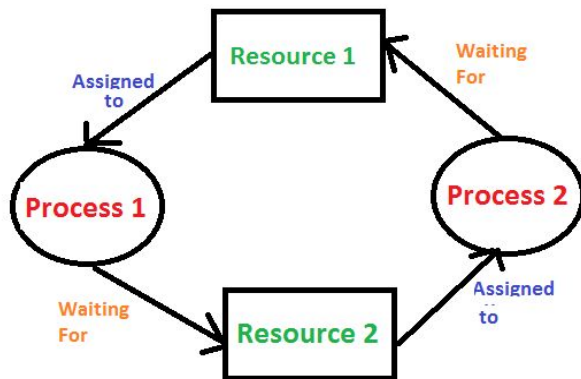 Resource 1
Waiting
For
Assigned
to
Process 1
Process 2
Waiting
For
Resource 2
Assigned
to